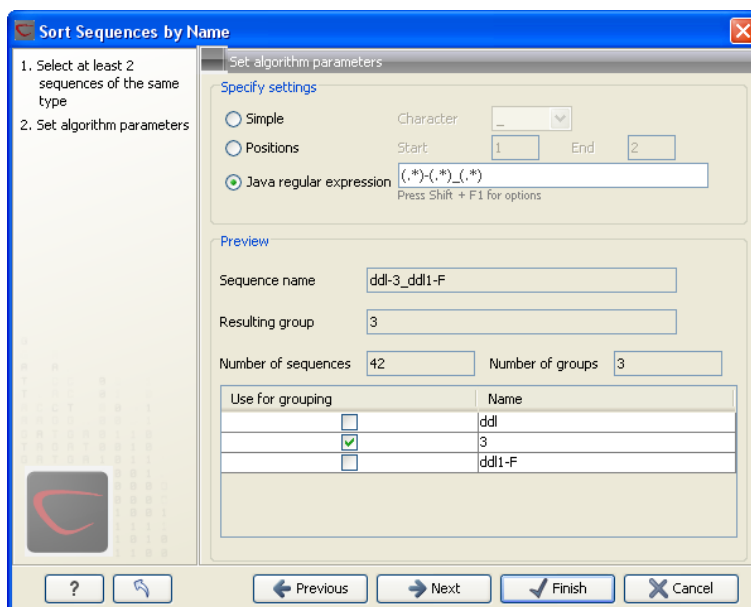 Sort Sequences by Name
1. Select at least 2
sequences of the same
type
2. Set algorithm parameters
Set algorithm parameters
Specify settings
Simple
Character
_
Positions
Start
1
End
2
Java regular expression
(.*)-(.*)_(.*)
Press Shift + F1 for options
Preview
Sequence name
ddl-3_ddl1-F
Resulting group
3
Number of sequences
42
Number of groups
3
Use for grouping
Name
ddl
3
ddl1-F
?
Previous
Next
Finish
Cancel